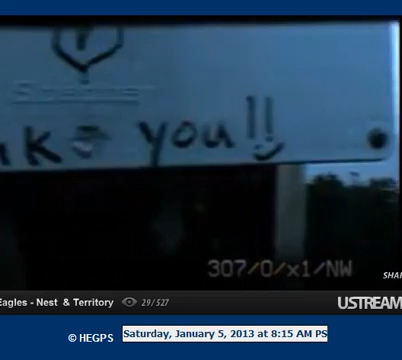 you!!
307/0/x1/NW
SHA
Eagles - Nest & Territory 29/527
USTREAM
© HEGPS Saturday, January 5, 2013 at 8:15 AM PS